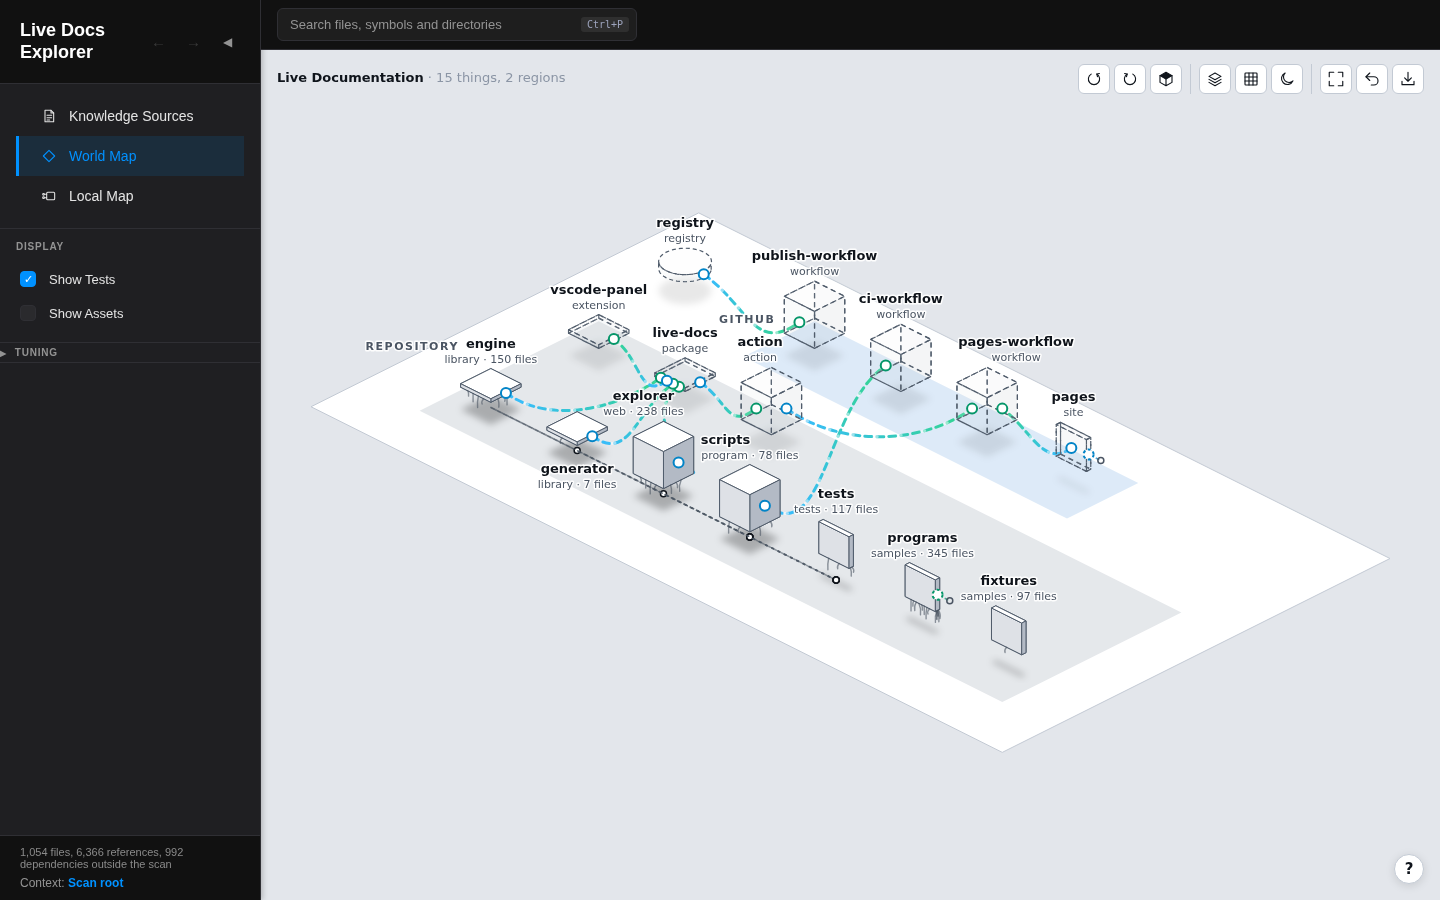 Live Docs
Explorer
← → ◀
Search files, symbols and directories
Ctrl+P
Knowledge Sources
World Map
Local Map
DISPLAY
Show Tests
Show Assets
TUNING
1,054 files, 6,366 references, 992
dependencies outside the scan
Context: Scan root
Live Documentation · 15 things, 2 regions
registry
registry
publish-workflow
workflow
vscode-panel
extension
ci-workflow
workflow
GITHUB
live-docs
package
action
action
pages-workflow
workflow
REPOSITORY
engine
library · 150 files
explorer
web · 238 files
pages
site
scripts
program · 78 files
generator
library · 7 files
tests
tests · 117 files
programs
samples · 345 files
fixtures
samples · 97 files
?